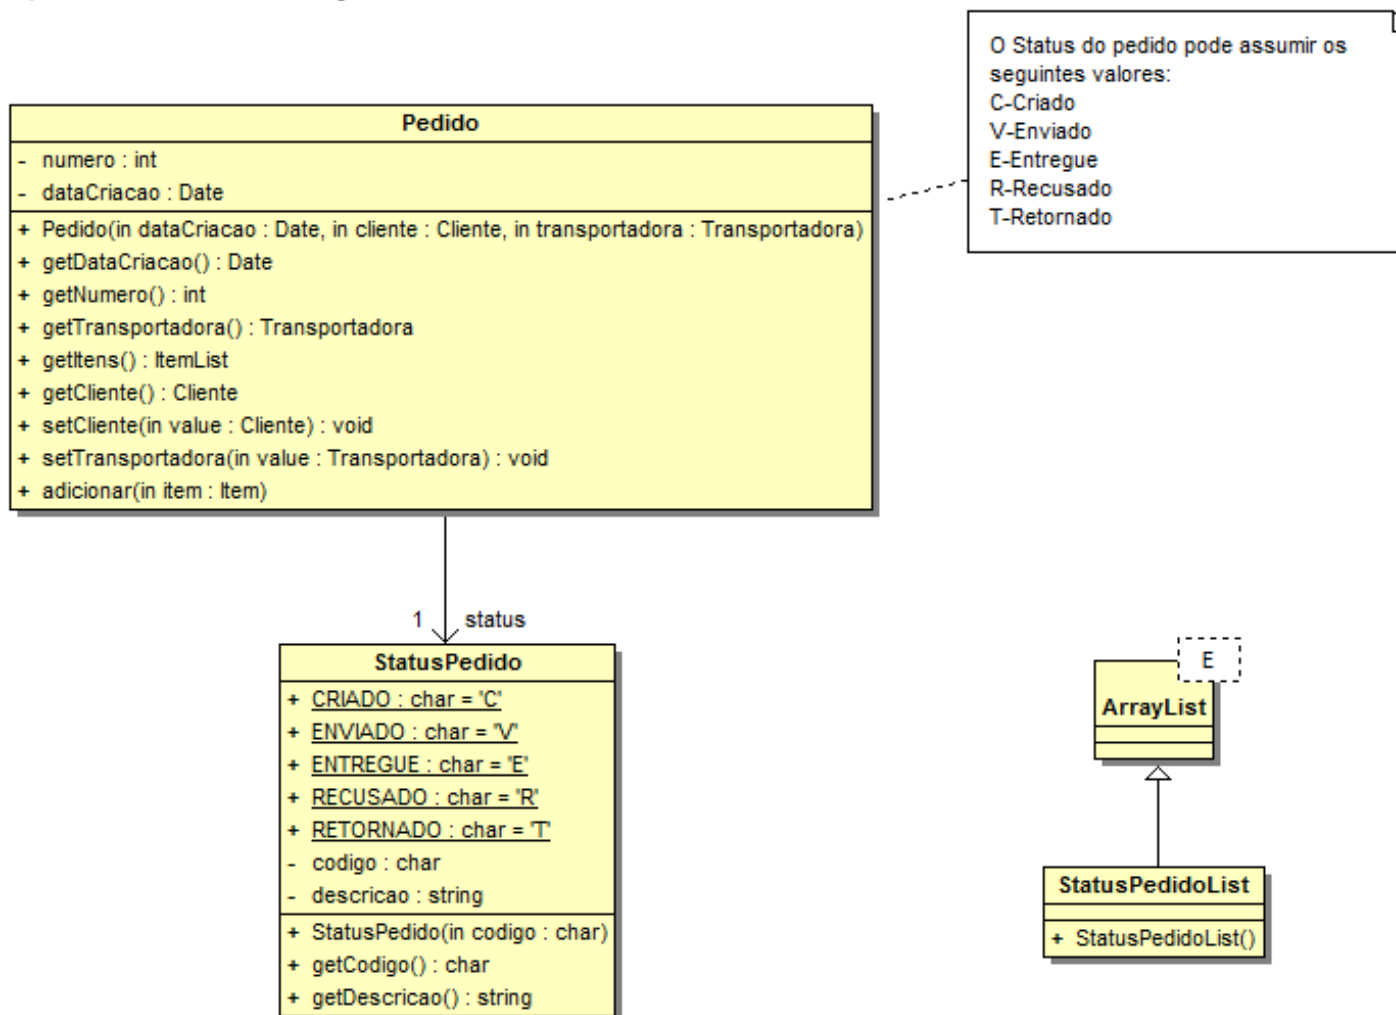 O Status do pedido pode assumir os
seguintes valores:
C-Criado
V-Enviado
E-Entregue
R-Recusado
T-Retornado
Pedido
- numero : int
- dataCriacao : Date
+ Pedido(in dataCriacao : Date, in cliente : Cliente, in transportadora : Transportadora)
+ getDataCriacao() : Date
+ getNumero() : int
+ getTransportadora() : Transportadora
+ getItens() : ItemList
+ getCliente() : Cliente
+ setCliente(in value : Cliente) : void
+ setTransportadora(in value : Transportadora) : void
+ adicionar(in item : Item)
1 status
StatusPedido
+ CRIADO : char = 'C'
+ ENVIADO : char = 'V'
+ ENTREGUE : char = 'E'
+ RECUSADO : char = 'R'
+ RETORNADO : char = 'T'
- codigo : char
- descricao : string
+ StatusPedido(in codigo : char)
+ getCodigo() : char
+ getDescricao() : string
E
ArrayList
StatusPedidoList
+ StatusPedidoList()